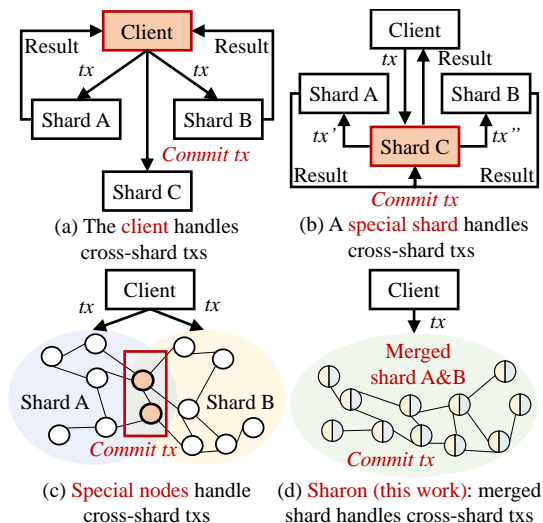 Client
Result
Result
tx
tx
Shard A
Shard B
Commit tx
Shard C
(a) The client handles
cross-shard txs
Client
tx
Result
Shard A
Shard B
tx'
tx''
Shard C
Result
Result
Commit tx
(b) A special shard handles
cross-shard txs
Client
tx
tx
Shard A
Shard B
Commit tx
(c) Special nodes handle
cross-shard txs
Client
tx
Merged
shard A&B
Commit tx
(d) Sharon (this work): merged
shard handles cross-shard txs